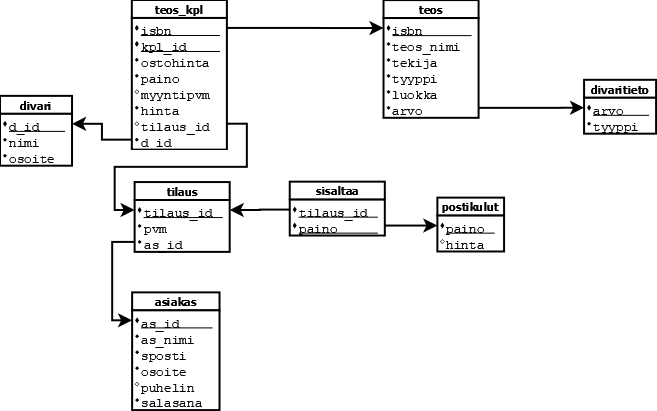 teos_kpl
isbn
kpl_id
ostohinta
paino
myyntipvm
hinta
tilaus_id
d_id
teos
isbn
teos_nimi
tekija
tyyppi
luokka
arvo
divaritieto
arvo
tyyppi
divari
d_id
nimi
osoite
tilaus
tilaus_id
pvm
as_id
sisaltaa
tilaus_id
paino
postikulut
paino
hinta
asiakas
as_id
as_nimi
sposti
osoite
puhelin
salasana